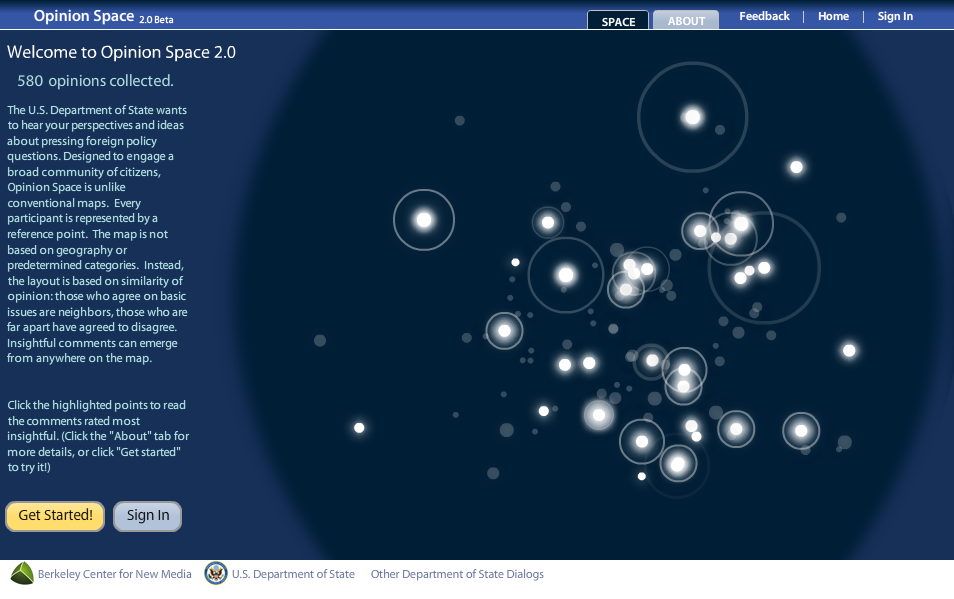 Opinion Space 2.0 Beta
SPACE ABOUT Feedback Home Sign In
Welcome to Opinion Space 2.0
580 opinions collected.
The U.S. Department of State wants
to hear your perspectives and ideas
about pressing foreign policy
questions. Designed to engage a
broad community of citizens,
Opinion Space is unlike
conventional maps. Every
participant is represented by a
reference point. The map is not
based on geography or
predetermined categories. Instead,
the layout is based on similarity of
opinion: those who agree on basic
issues are neighbors, those who are
far apart have agreed to disagree.
Insightful comments can emerge
from anywhere on the map.
Click the highlighted points to read
the comments rated most
insightful. (Click the "About" tab for
more details, or click "Get started"
to try it!)
Get Started! Sign In
Berkeley Center for New Media U.S. Department of State Other Department of State Dialogs